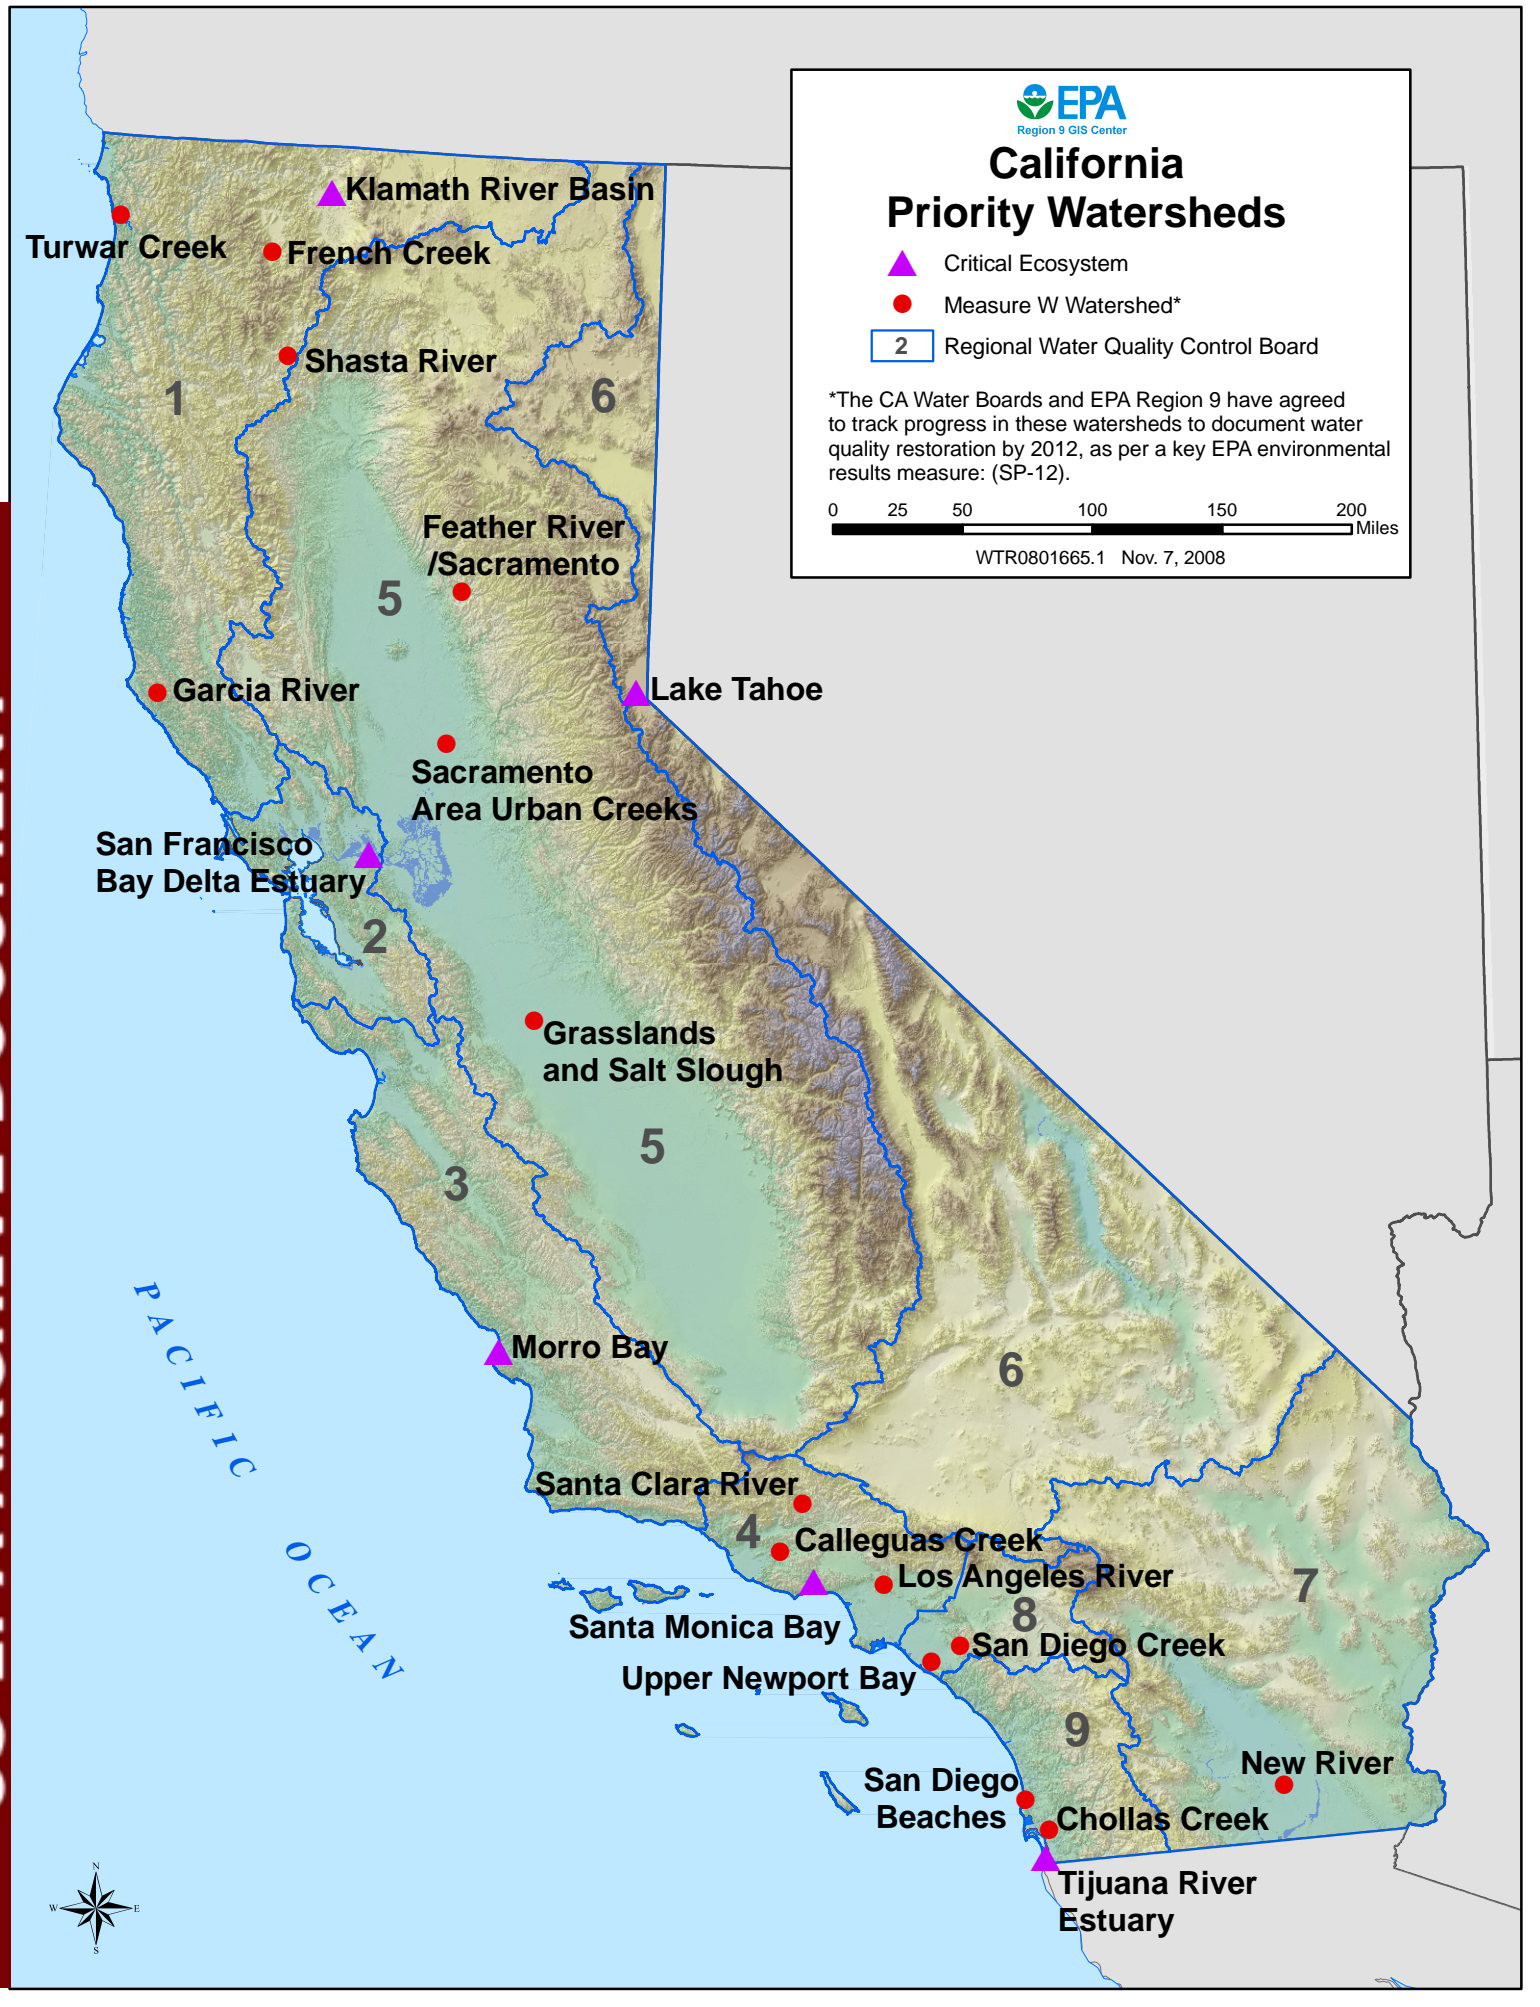 EPA
Region 9 GIS Center
California
Priority Watersheds
Critical Ecosystem
Measure W Watershed*
2 Regional Water Quality Control Board
*The CA Water Boards and EPA Region 9 have agreed
to track progress in these watersheds to document water
quality restoration by 2012, as per a key EPA environmental
results measure: (SP-12).
0 25 50 100 150 200
Miles
WTR0801665.1 Nov. 7, 2008
Klamath River Basin
Turwar Creek
French Creek
Shasta River
1
6
Feather River
/Sacramento
5
Garcia River
Lake Tahoe
Sacramento
Area Urban Creeks
San Francisco
Bay Delta Estuary
2
Grasslands
and Salt Slough
5
3
Morro Bay
6
PACIFIC
OCEAN
Santa Clara River
4
Calleguas Creek
Los Angeles River
7
8
Santa Monica Bay
San Diego Creek
Upper Newport Bay
9
New River
San Diego
Beaches
Chollas Creek
Tijuana River
Estuary
N
W E
S